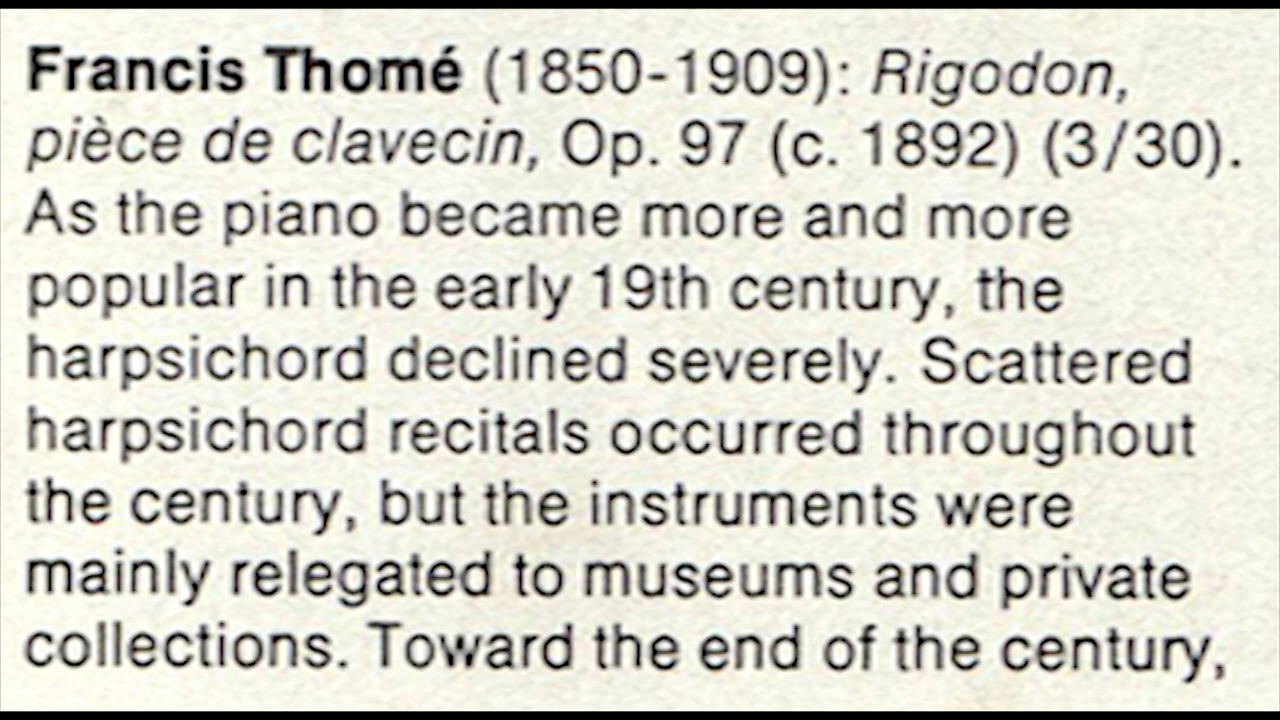 Francis Thomé (1850-1909): Rigodon,
pièce de clavecin, Op. 97 (c. 1892) (3/30).
As the piano became more and more
popular in the early 19th century, the
harpsichord declined severely. Scattered
harpsichord recitals occurred throughout
the century, but the instruments were
mainly relegated to museums and private
collections. Toward the end of the century,